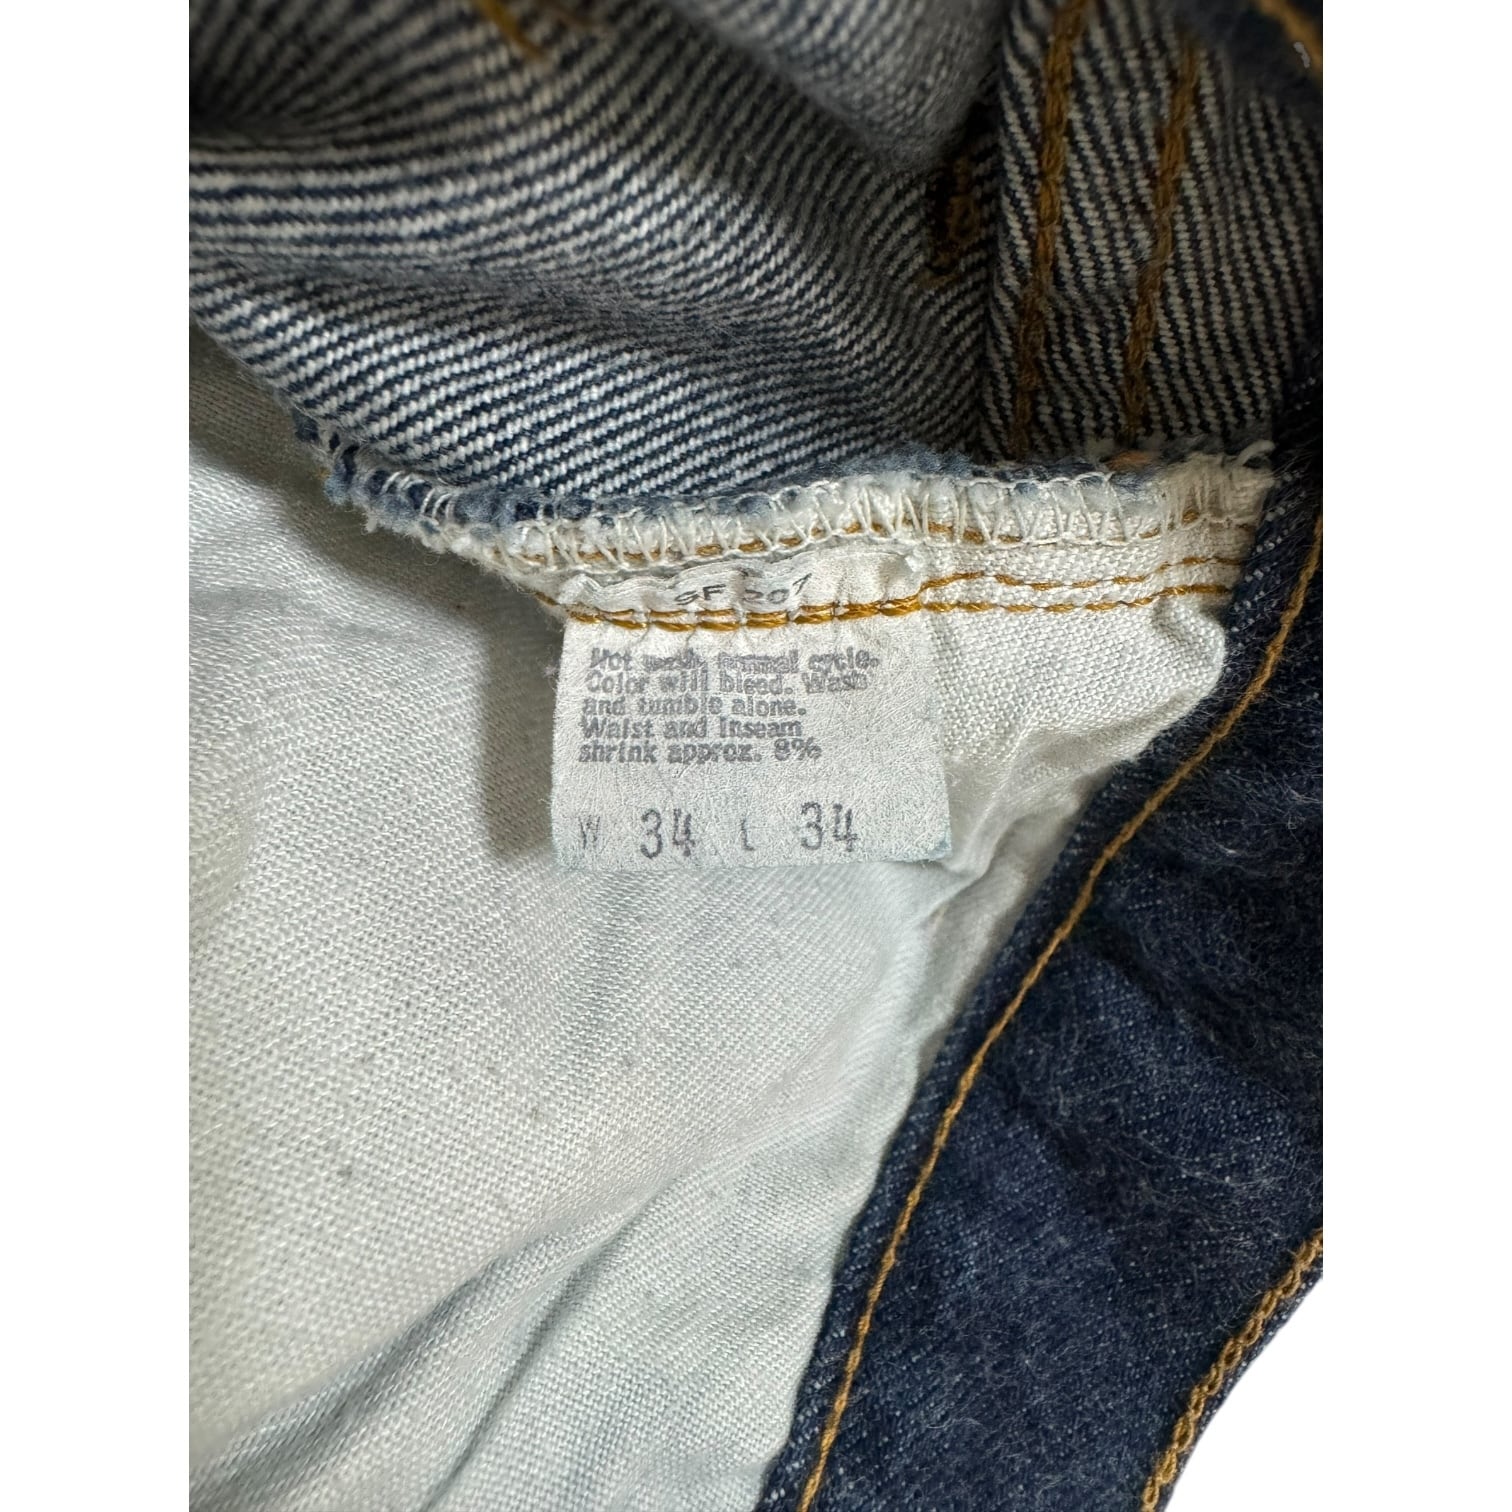 SF 207
Hot wash, normal cycle.
Color will bleed. Wash
and tumble alone.
Waist and Inseam
shrink approx. 8%
W 34 L 34